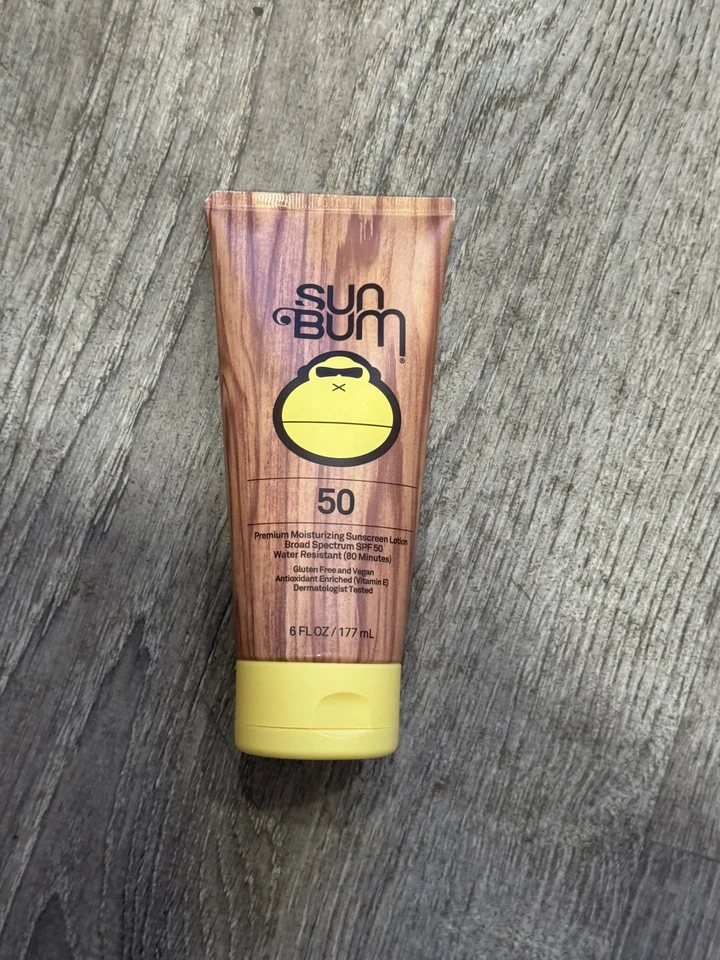 SUN
BUM®
50
Premium Moisturizing Sunscreen Lotion
Broad Spectrum SPF 50
Water Resistant (80 Minutes)
Gluten Free and Vegan
Antioxidant Enriched (Vitamin E)
Dermatologist Tested
6 FL OZ / 177 mL